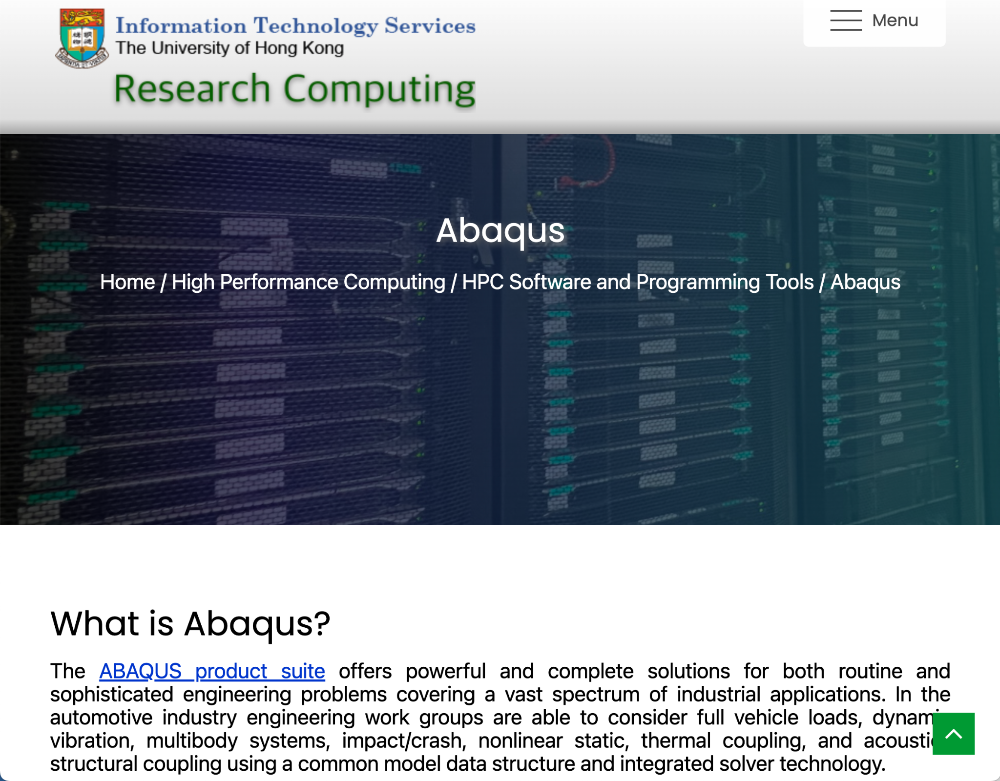 Information Technology Services
The University of Hong Kong
Research Computing
Menu
Abaqus
Home / High Performance Computing / HPC Software and Programming Tools / Abaqus
What is Abaqus?
The ABAQUS product suite offers powerful and complete solutions for both routine and
sophisticated engineering problems covering a vast spectrum of industrial applications. In the
automotive industry engineering work groups are able to consider full vehicle loads,
vibration, multibody systems, impact/crash, nonlinear static, thermal coupling, and
structural coupling using a common model data structure and integrated solver technology.